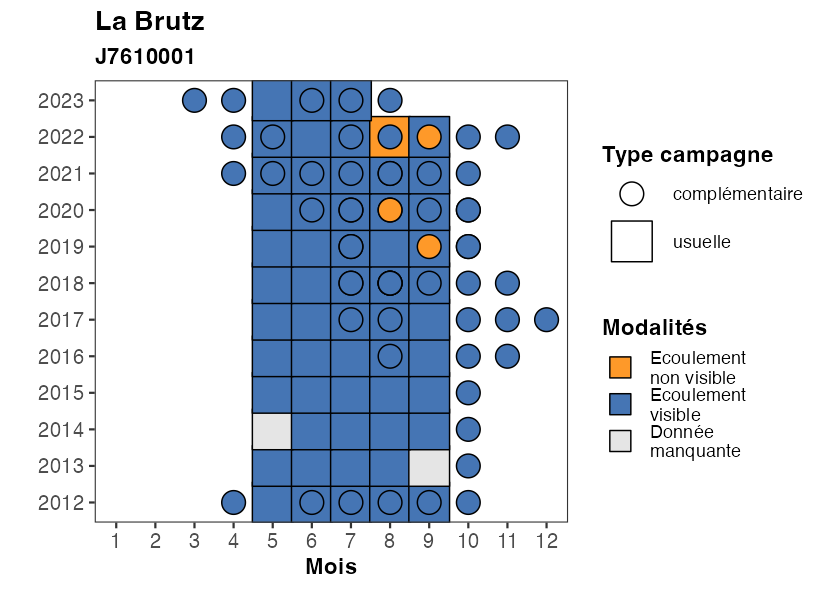 La Brutz
J7610001
2023
2022
2021
2020
2019
2018
2017
2016
2015
2014
2013
2012
1 2 3 4 5 6 7 8 9 10 11 12
Mois
Type campagne
complémentaire
usuelle
Modalités
Ecoulement
non visible
Ecoulement
visible
Donnée
manquante